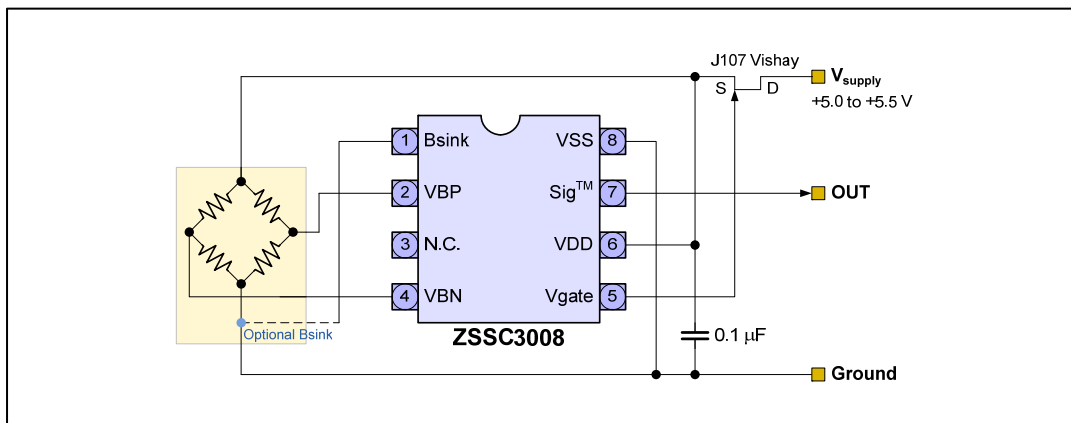 J107 Vishay
S D
Vsupply
+5.0 to +5.5 V
1 Bsink VSS 8
2 VBP Sig™ 7 OUT
3 N.C. VDD 6
4 VBN Vgate 5
Optional Bsink
ZSSC3008
0.1 µF
Ground